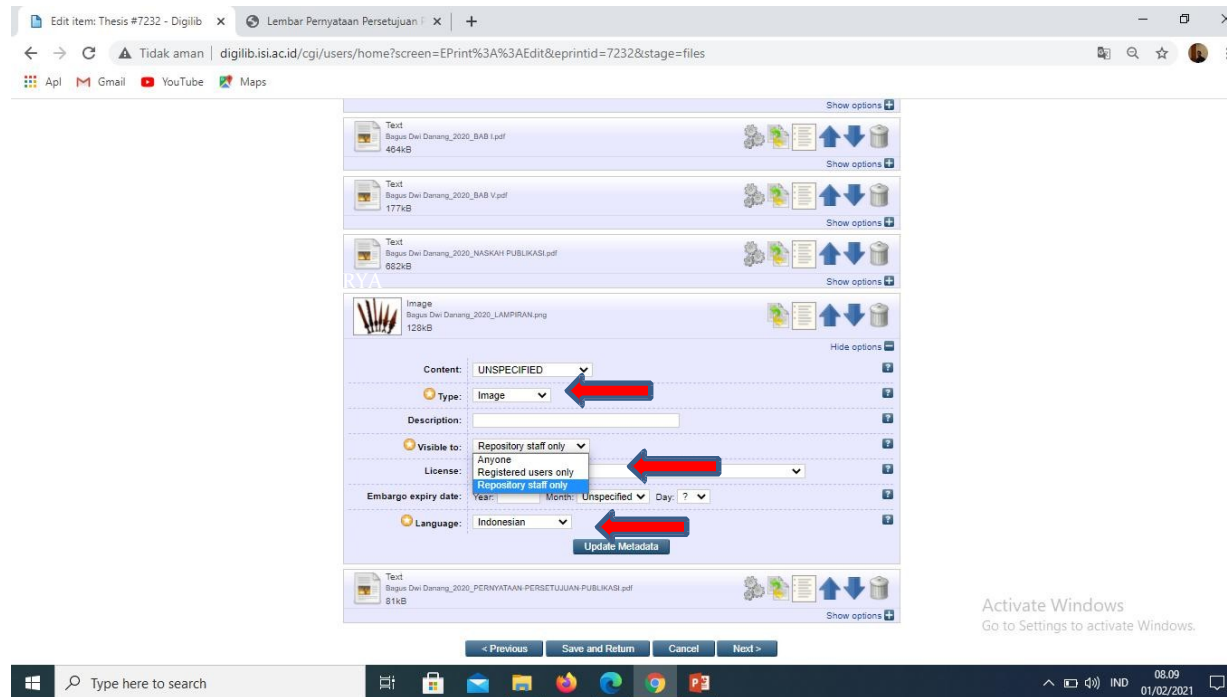 Edit item: Thesis #7232 - Digilib
Lembar Pernyataan Persetujuan
Tidak aman | digilib.isi.ac.id/cgi/users/home?screen=EPrint%3A%3AEdit&eprintid=7232&stage=files
Apl Gmail YouTube Maps
Show options
Text
Bagus Dwi Danang_2020_BAB I.pdf
464kB
Show options
Text
Bagus Dwi Danang_2020_BAB V.pdf
177kB
Show options
Text
Bagus Dwi Danang_2020_NASKAH PUBLIKASI.pdf
682kB
Show options
RYA
Image
Bagus Dwi Danang_2020_LAMPIRAN.png
128kB
Hide options
Content: UNSPECIFIED
Type: Image
Description:
Visible to: Repository staff only
Anyone
License: Registered users only
Repository staff only
Embargo expiry date: Year: Month: Unspecified Day: ?
Language: Indonesian
Update Metadata
Text
Bagus Dwi Danang_2020_PERNYATAAN-PERSETUJUAN-PUBLIKASI.pdf
81kB
Show options
Activate Windows
Go to Settings to activate Windows.
< Previous Save and Return Cancel Next >
Type here to search
IND
08.09
01/02/2021